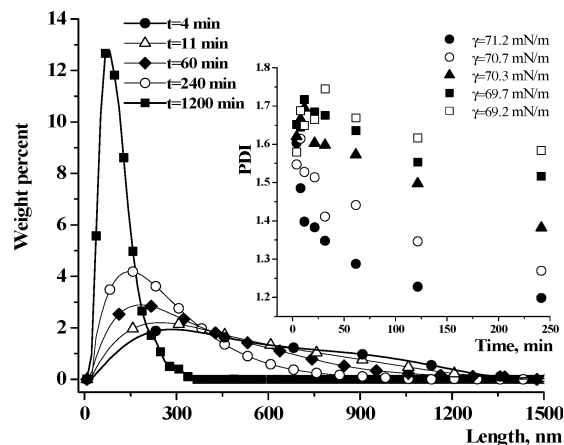 t=4 min
t=11 min
t=60 min
t=240 min
t=1200 min
γ=71.2 mN/m
γ=70.7 mN/m
γ=70.3 mN/m
γ=69.7 mN/m
γ=69.2 mN/m
14
12
10
8
6
4
2
0
Weight percent
1.8
1.7
1.6
1.5
1.4
1.3
1.2
PDI
0 50 100 150 200 250
Time, min
0 300 600 900 1200 1500
Length, nm